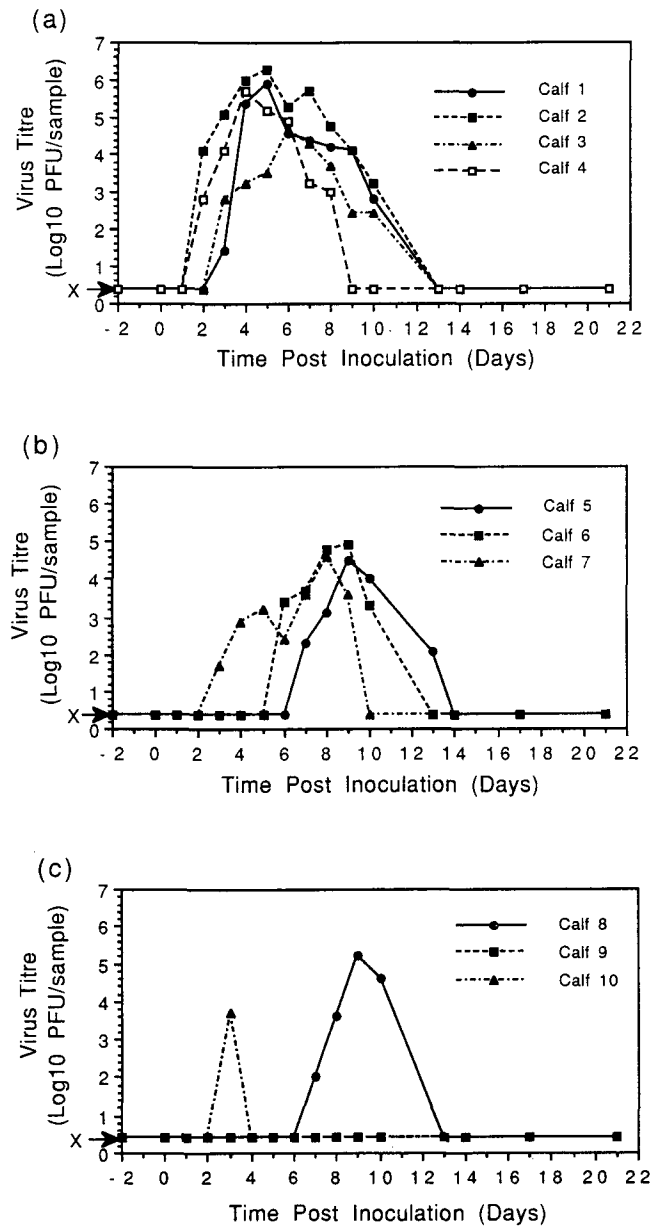 (a)
Virus Titre
(Log10 PFU/sample)
7
6
5
4
3
2
1
0
X
Calf 1
Calf 2
Calf 3
Calf 4
-2 0 2 4 6 8 10 12 14 16 18 20 22
Time Post Inoculation (Days)
(b)
Virus Titre
(Log10 PFU/sample)
7
6
5
4
3
2
1
0
X
Calf 5
Calf 6
Calf 7
-2 0 2 4 6 8 10 12 14 16 18 20 22
Time Post Inoculation (Days)
(c)
Virus Titre
(Log10 PFU/sample)
7
6
5
4
3
2
1
0
X
Calf 8
Calf 9
Calf 10
-2 0 2 4 6 8 10 12 14 16 18 20 22
Time Post Inoculation (Days)